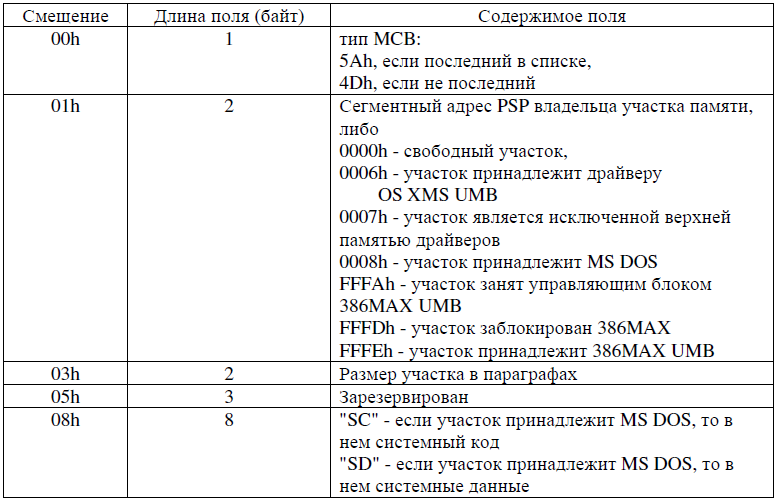 Смещение Длина поля (байт) Содержимое поля
00h 1 тип MCB:
5Ah, если последний в списке,
4Dh, если не последний
01h 2 Сегментный адрес PSP владельца участка памяти,
либо
0000h - свободный участок,
0006h - участок принадлежит драйверу
OS XMS UMB
0007h - участок является исключенной верхней
памятью драйверов
0008h - участок принадлежит MS DOS
FFFAh - участок занят управляющим блоком
386MAX UMB
FFFDh - участок заблокирован 386MAX
FFFEh - участок принадлежит 386MAX UMB
03h 2 Размер участка в параграфах
05h 3 Зарезервирован
08h 8 "SC" - если участок принадлежит MS DOS, то в
нем системный код
"SD" - если участок принадлежит MS DOS, то в
нем системные данные